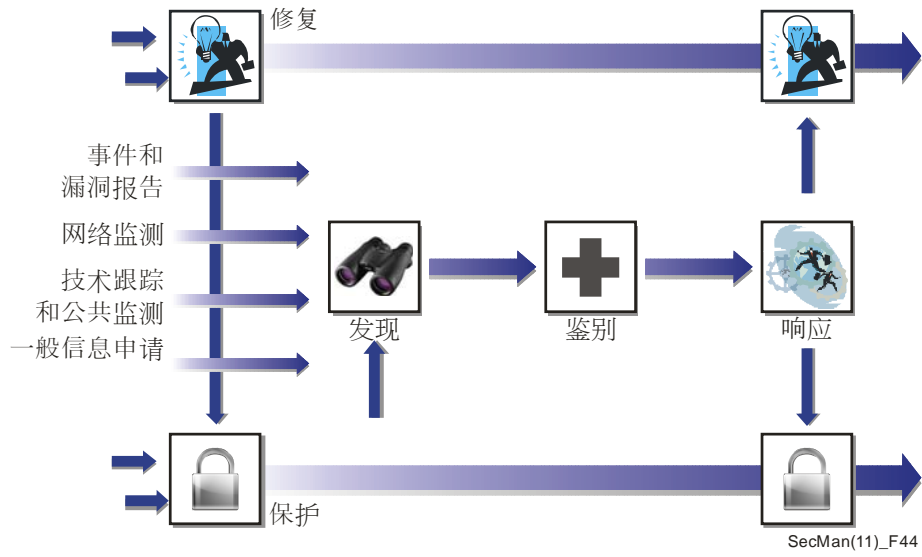 修复
事件和
漏洞报告
网络监测
技术跟踪
和公共监测
一般信息申请
发现
鉴别
响应
保护
SecMan(11)_F44